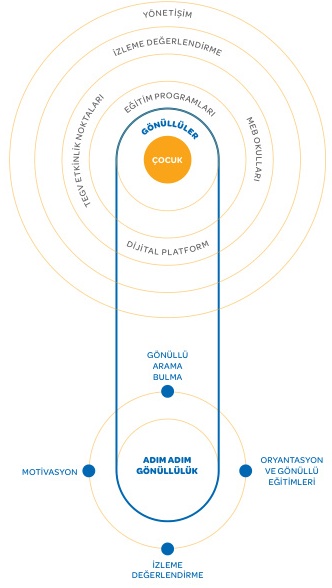 YÖNETİŞİM
İZLEME DEĞERLENDİRME
EĞİTİM PROGRAMLARI
TEGV ETKİNLİK NOKTALARI
GÖNÜLLÜLER
MEB OKULLARI
ÇOCUK
DİJİTAL PLATFORM
GÖNÜLLÜ
ARAMA
BULMA
ADIM ADIM
GÖNÜLLÜLÜK
MOTİVASYON
ORYANTASYON
VE GÖNÜLLÜ
EĞİTİMLERİ
İZLEME
DEĞERLENDİRME